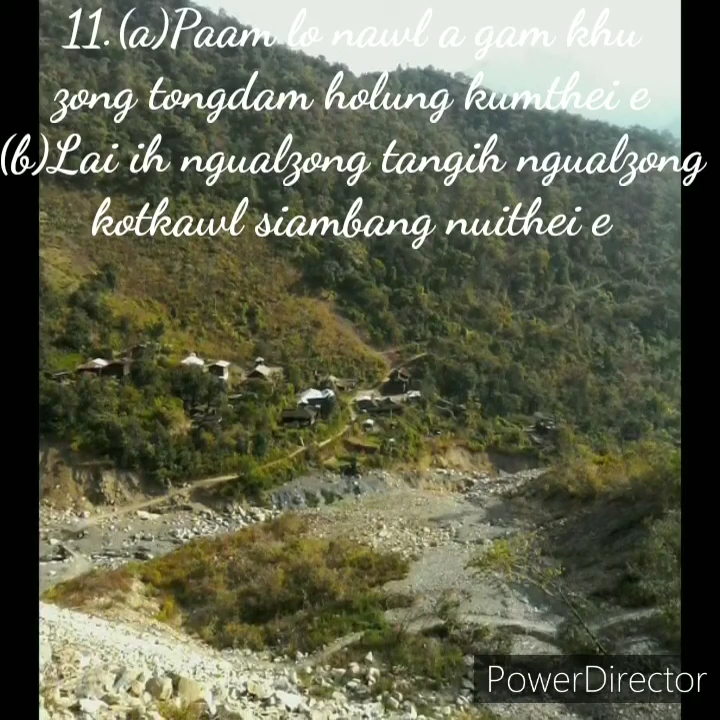 11.(a)Paam lo nawl a gam khu
zong tongdam holung kumthei e
(b)Lai ih ngualzong tangih ngualzong
kotkawl siambang nuithei e
PowerDirector